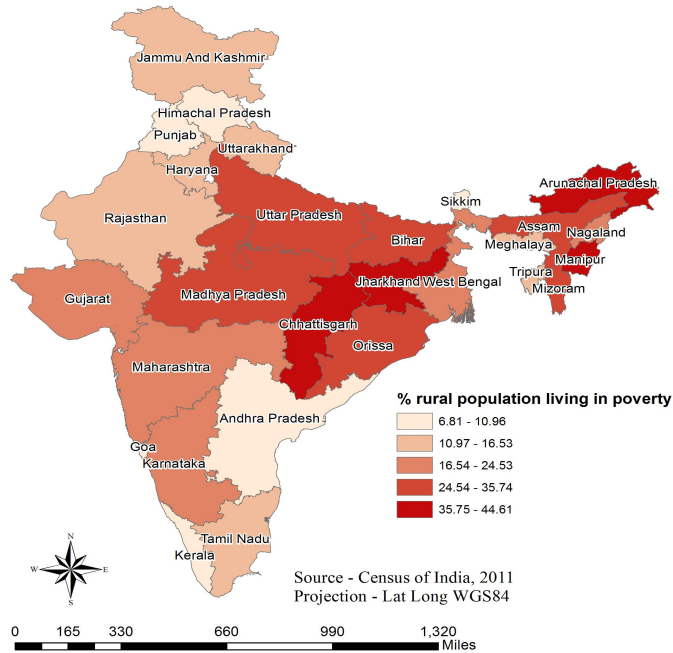 Jammu And Kashmir
Himachal Pradesh
Punjab
Uttarakhand
Haryana
Rajasthan
Uttar Pradesh
Bihar
Sikkim
Arunachal Pradesh
Assam
Nagaland
Meghalaya
Manipur
Tripura
Mizoram
Gujarat
Madhya Pradesh
Jharkhand
West Bengal
Chhattisgarh
Orissa
Maharashtra
Andhra Pradesh
Goa
Karnataka
Tamil Nadu
Kerala
% rural population living in poverty
6.81 - 10.96
10.97 - 16.53
16.54 - 24.53
24.54 - 35.74
35.75 - 44.61
N
W
E
S
Source - Census of India, 2011
Projection - Lat Long WGS84
0 165 330 660 990 1,320
Miles